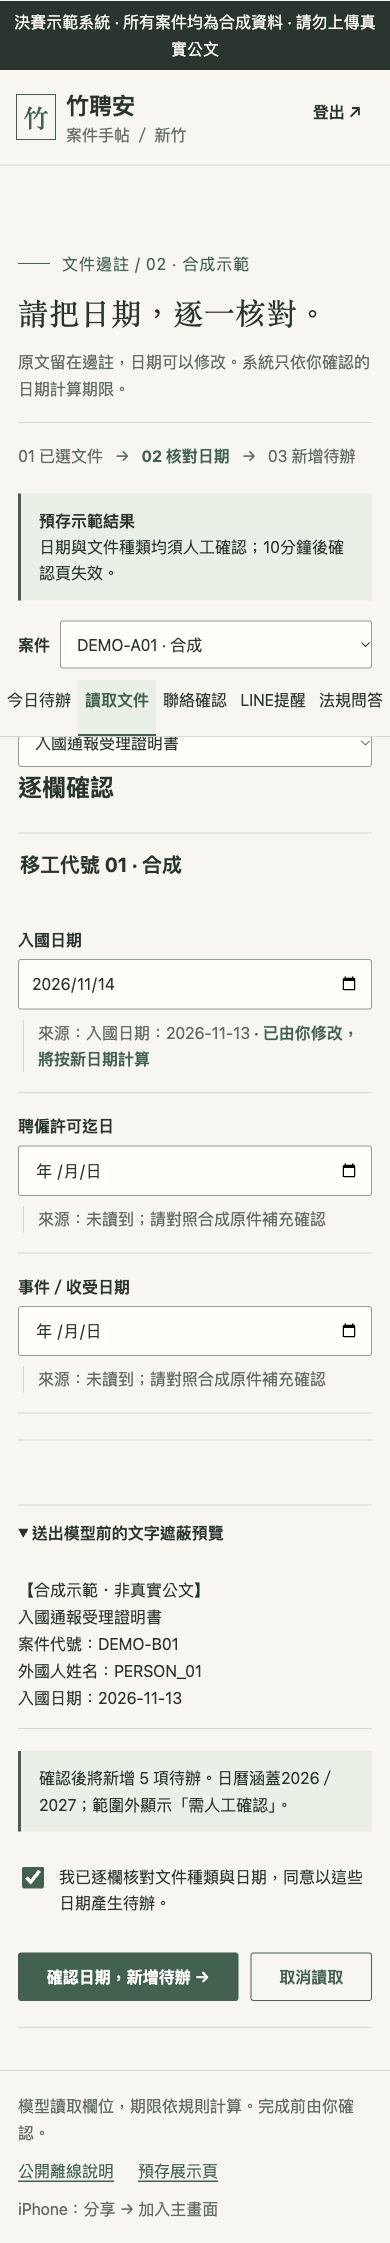 決賽示範系統 · 所有案件均為合成資料 · 請勿上傳真
實公文
竹
竹聘安
案件手帖 / 新竹
登出 ↗
文件邊註 / 02 · 合成示範
請把日期，逐一核對。
原文留在邊註，日期可以修改。系統只依你確認的
日期計算期限。
01 已選文件 → 02 核對日期 → 03 新增待辦
預存示範結果
日期與文件種類均須人工確認；10分鐘後確
認頁失效。
案件
DEMO-A01 · 合成
今日待辦 讀取文件 聯絡確認 LINE提醒 法規問答
入國通報受理證明書
逐欄確認
移工代號 01 · 合成
入國日期
2026/11/14
來源：入國日期：2026-11-13 · 已由你修改，
將按新日期計算
聘僱許可迄日
年 /月/日
來源：未讀到；請對照合成原件補充確認
事件 / 收受日期
年 /月/日
來源：未讀到；請對照合成原件補充確認
▼送出模型前的文字遮蔽預覽
【合成示範．非真實公文】
入國通報受理證明書
案件代號：DEMO-B01
外國人姓名：PERSON_01
入國日期：2026-11-13
確認後將新增 5 項待辦。日曆涵蓋2026 /
2027；範圍外顯示「需人工確認」。
我已逐欄核對文件種類與日期，同意以這些
日期產生待辦。
確認日期，新增待辦 →
取消讀取
模型讀取欄位，期限依規則計算。完成前由你確
認。
公開離線說明 預存展示頁
iPhone：分享 → 加入主畫面